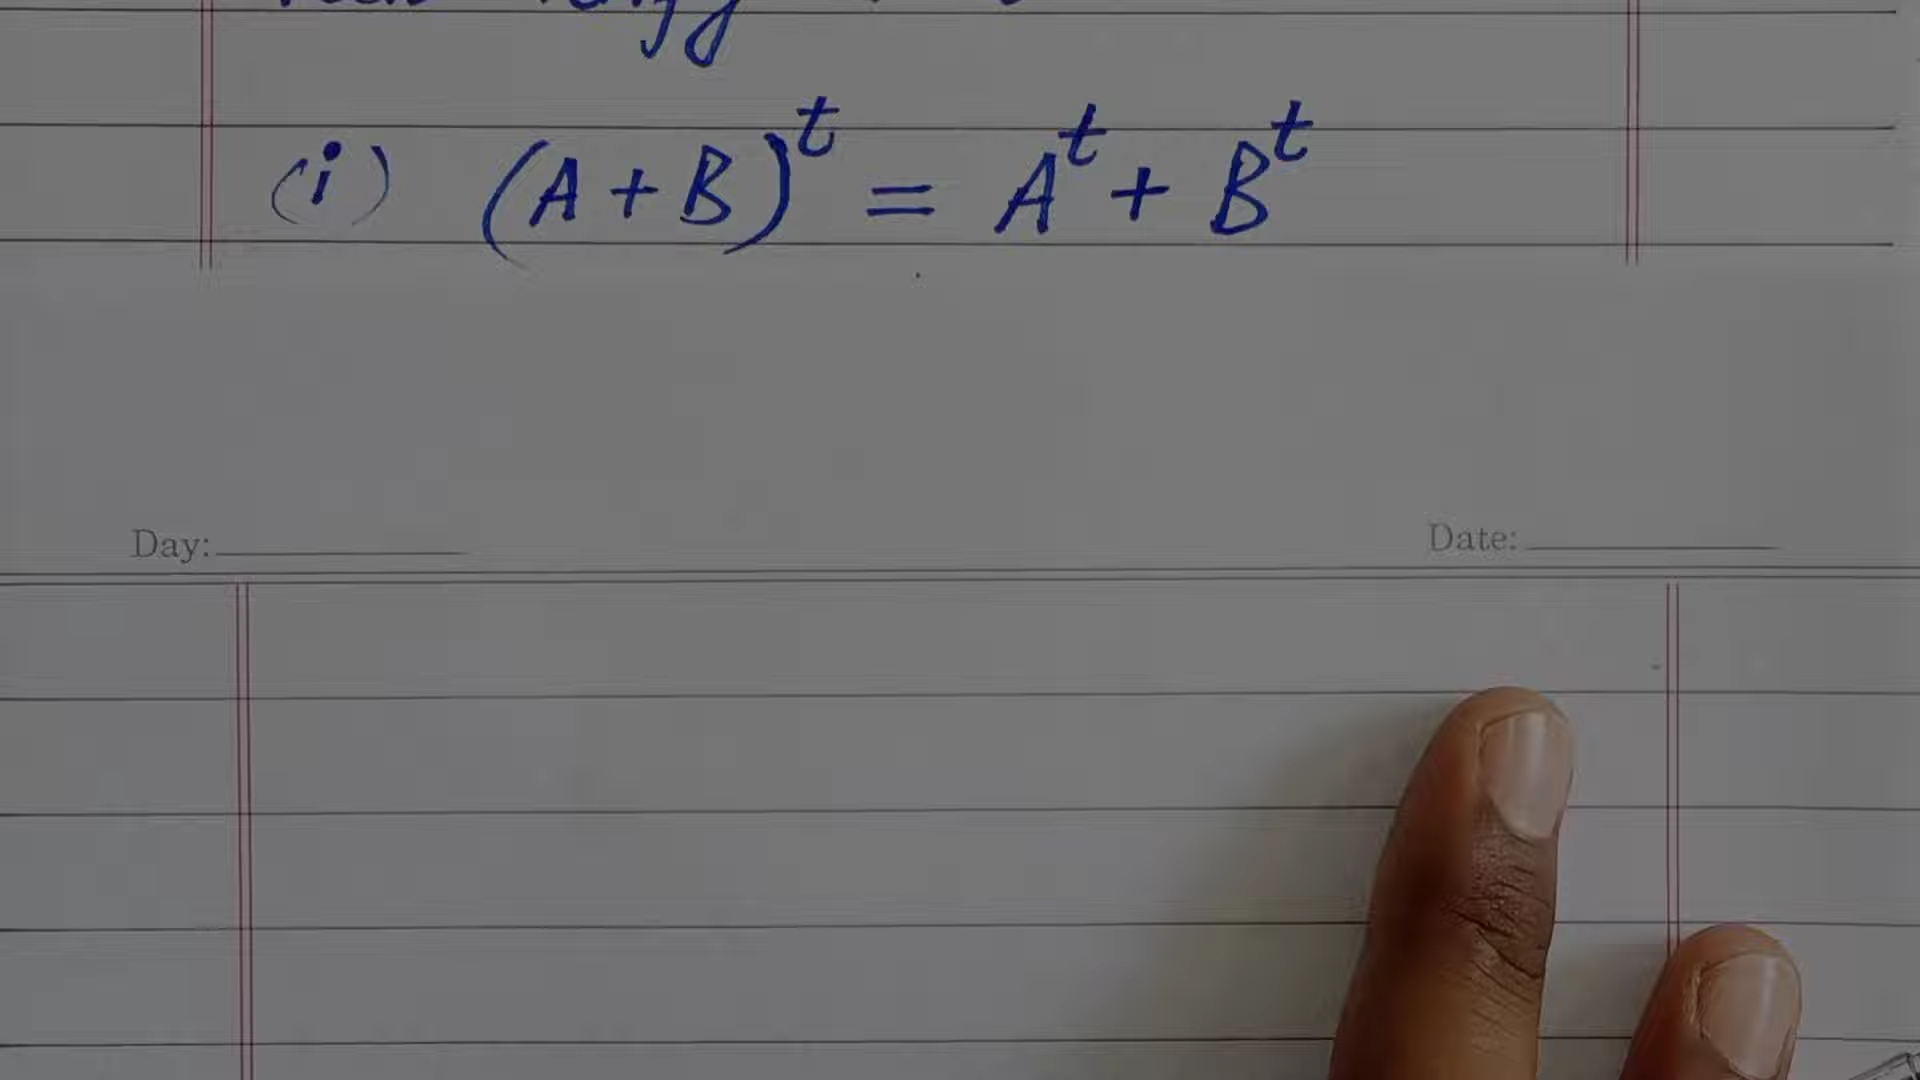 (i) (A + B)^t = A^t + B^t
Day: Date: